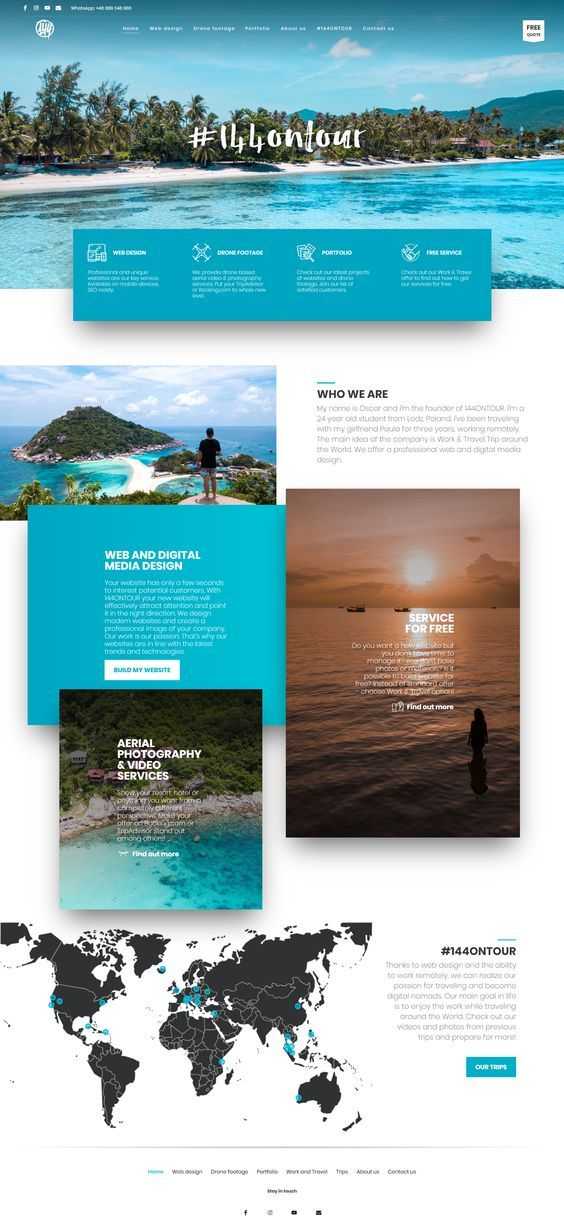 WhatsApp: +48 889 548 966
144
Home Web design Drone footage Portfolio About us #144ONTOUR Contact us
FREE
QUOTE
#144ontour
WEB DESIGN
Professional and unique
websites are our key service.
Available on mobile devices,
SEO ready.
DRONE FOOTAGE
We provide drone based
aerial video & photography
services. Put your TripAdvisor
or Booking.com to whole new
level.
PORTFOLIO
Check out our latest projects
of websites and drone
footage. Join our list of
satisfied customers.
FREE SERVICE
Check out our Work & Travel
offer to find out how to get
our services for free.
WHO WE ARE
My name is Oscar and I'm the founder of 144ONTOUR. I'm a
24 year old student from Lodz, Poland. I've been traveling
with my girlfriend Paula for three years, working remotely.
The main idea of the company is Work & Travel Trip around
the World. We offer a professional web and digital media
design.
WEB AND DIGITAL
MEDIA DESIGN
Your website has only a few seconds
to interest potential customers. With
144ONTOUR your new website will
effectively attract attention and point
it in the right direction. We design
modern websites and create a
professional image of your company.
Our work is our passion. That's why our
websites are in line with the latest
trends and technologies
BUILD MY WEBSITE
SERVICE
FOR FREE
Do you want a new website but
you don't have time to
manage it? You don't have
photos or materials? Is it
possible to build website for
free? Instead of standard offer
- choose Work & Travel option!
Find out more
AERIAL
PHOTOGRAPHY
& VIDEO
SERVICES
Show your resort, hotel or
anything you want from a
completely different
perspective. Make your
offer on Booking.com or
TripAdvisor stand out
among others!
Find out more
#144ONTOUR
Thanks to web design and the ability
to work remotely, we can realize our
passion for traveling and become
digital nomads. Our main goal in life
is to enjoy the work while traveling
around the World. Check out our
videos and photos from previous
trips and prepare for more!
OUR TRIPS
Home Web design Drone footage Portfolio Work and Travel Trips About us Contact us
Stay in touch